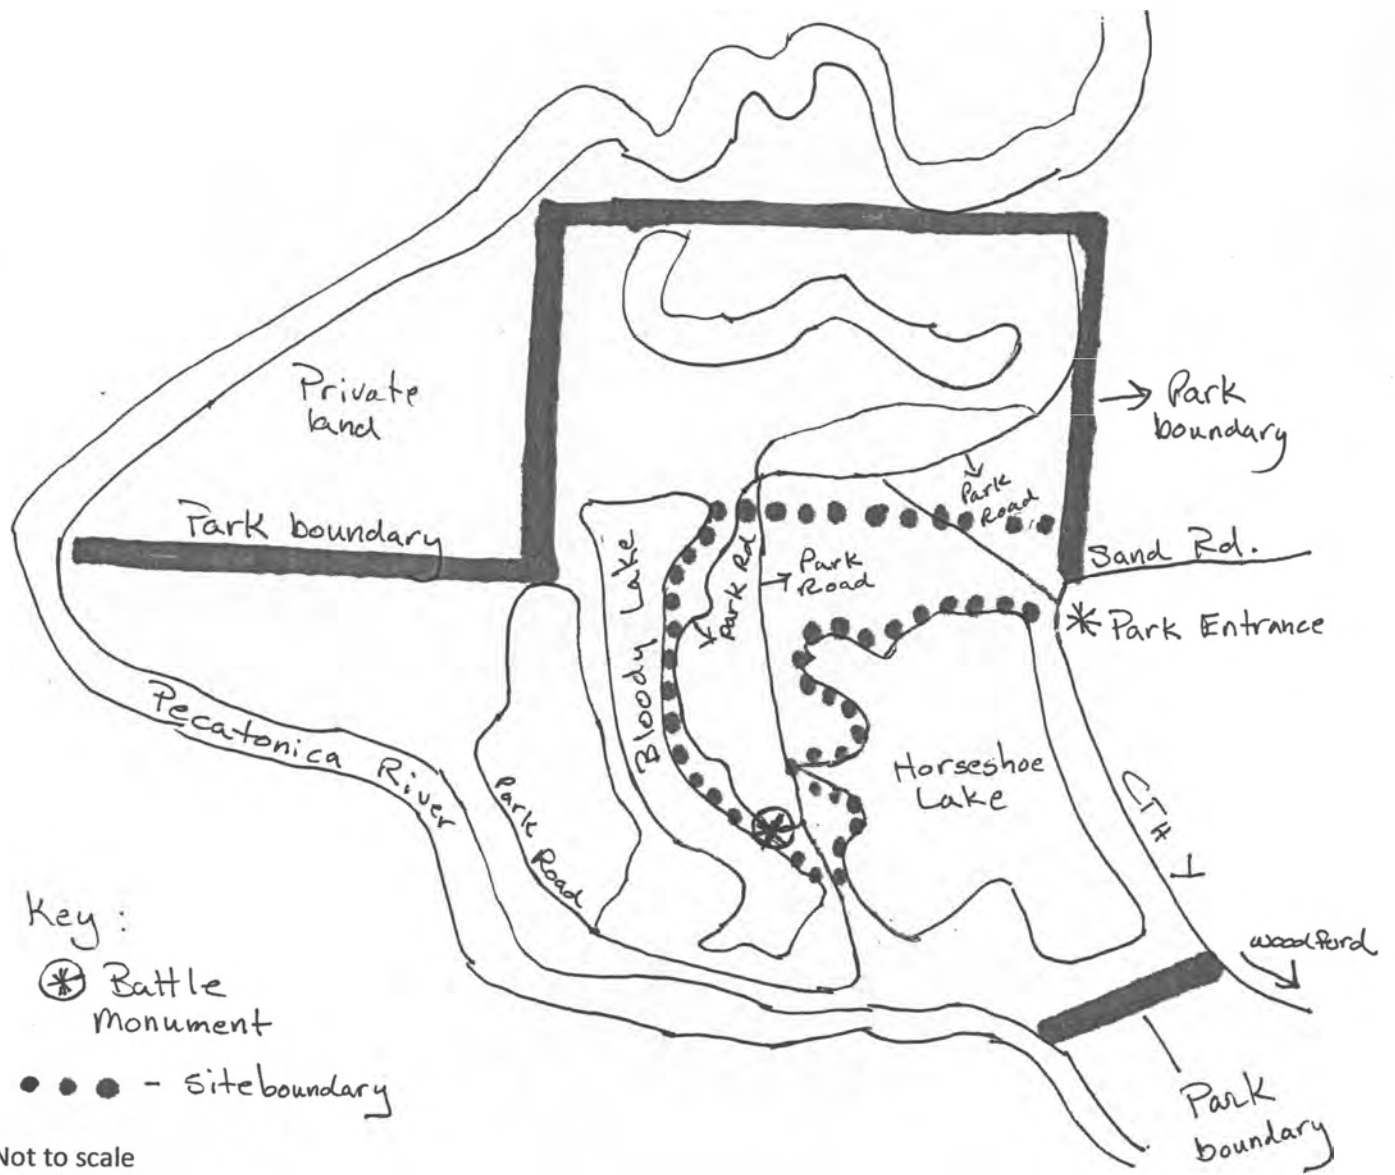 Private
land
Park boundary
Park
boundary
Park
Road
Sand Rd.
Park
Road
Park Rd
Bloody Lake
Park Entrance
Pecatonica River
Park Road
Horseshoe
Lake
CTH
woodford
Key :
Battle
Monument
- siteboundary
Park
boundary
Not to scale